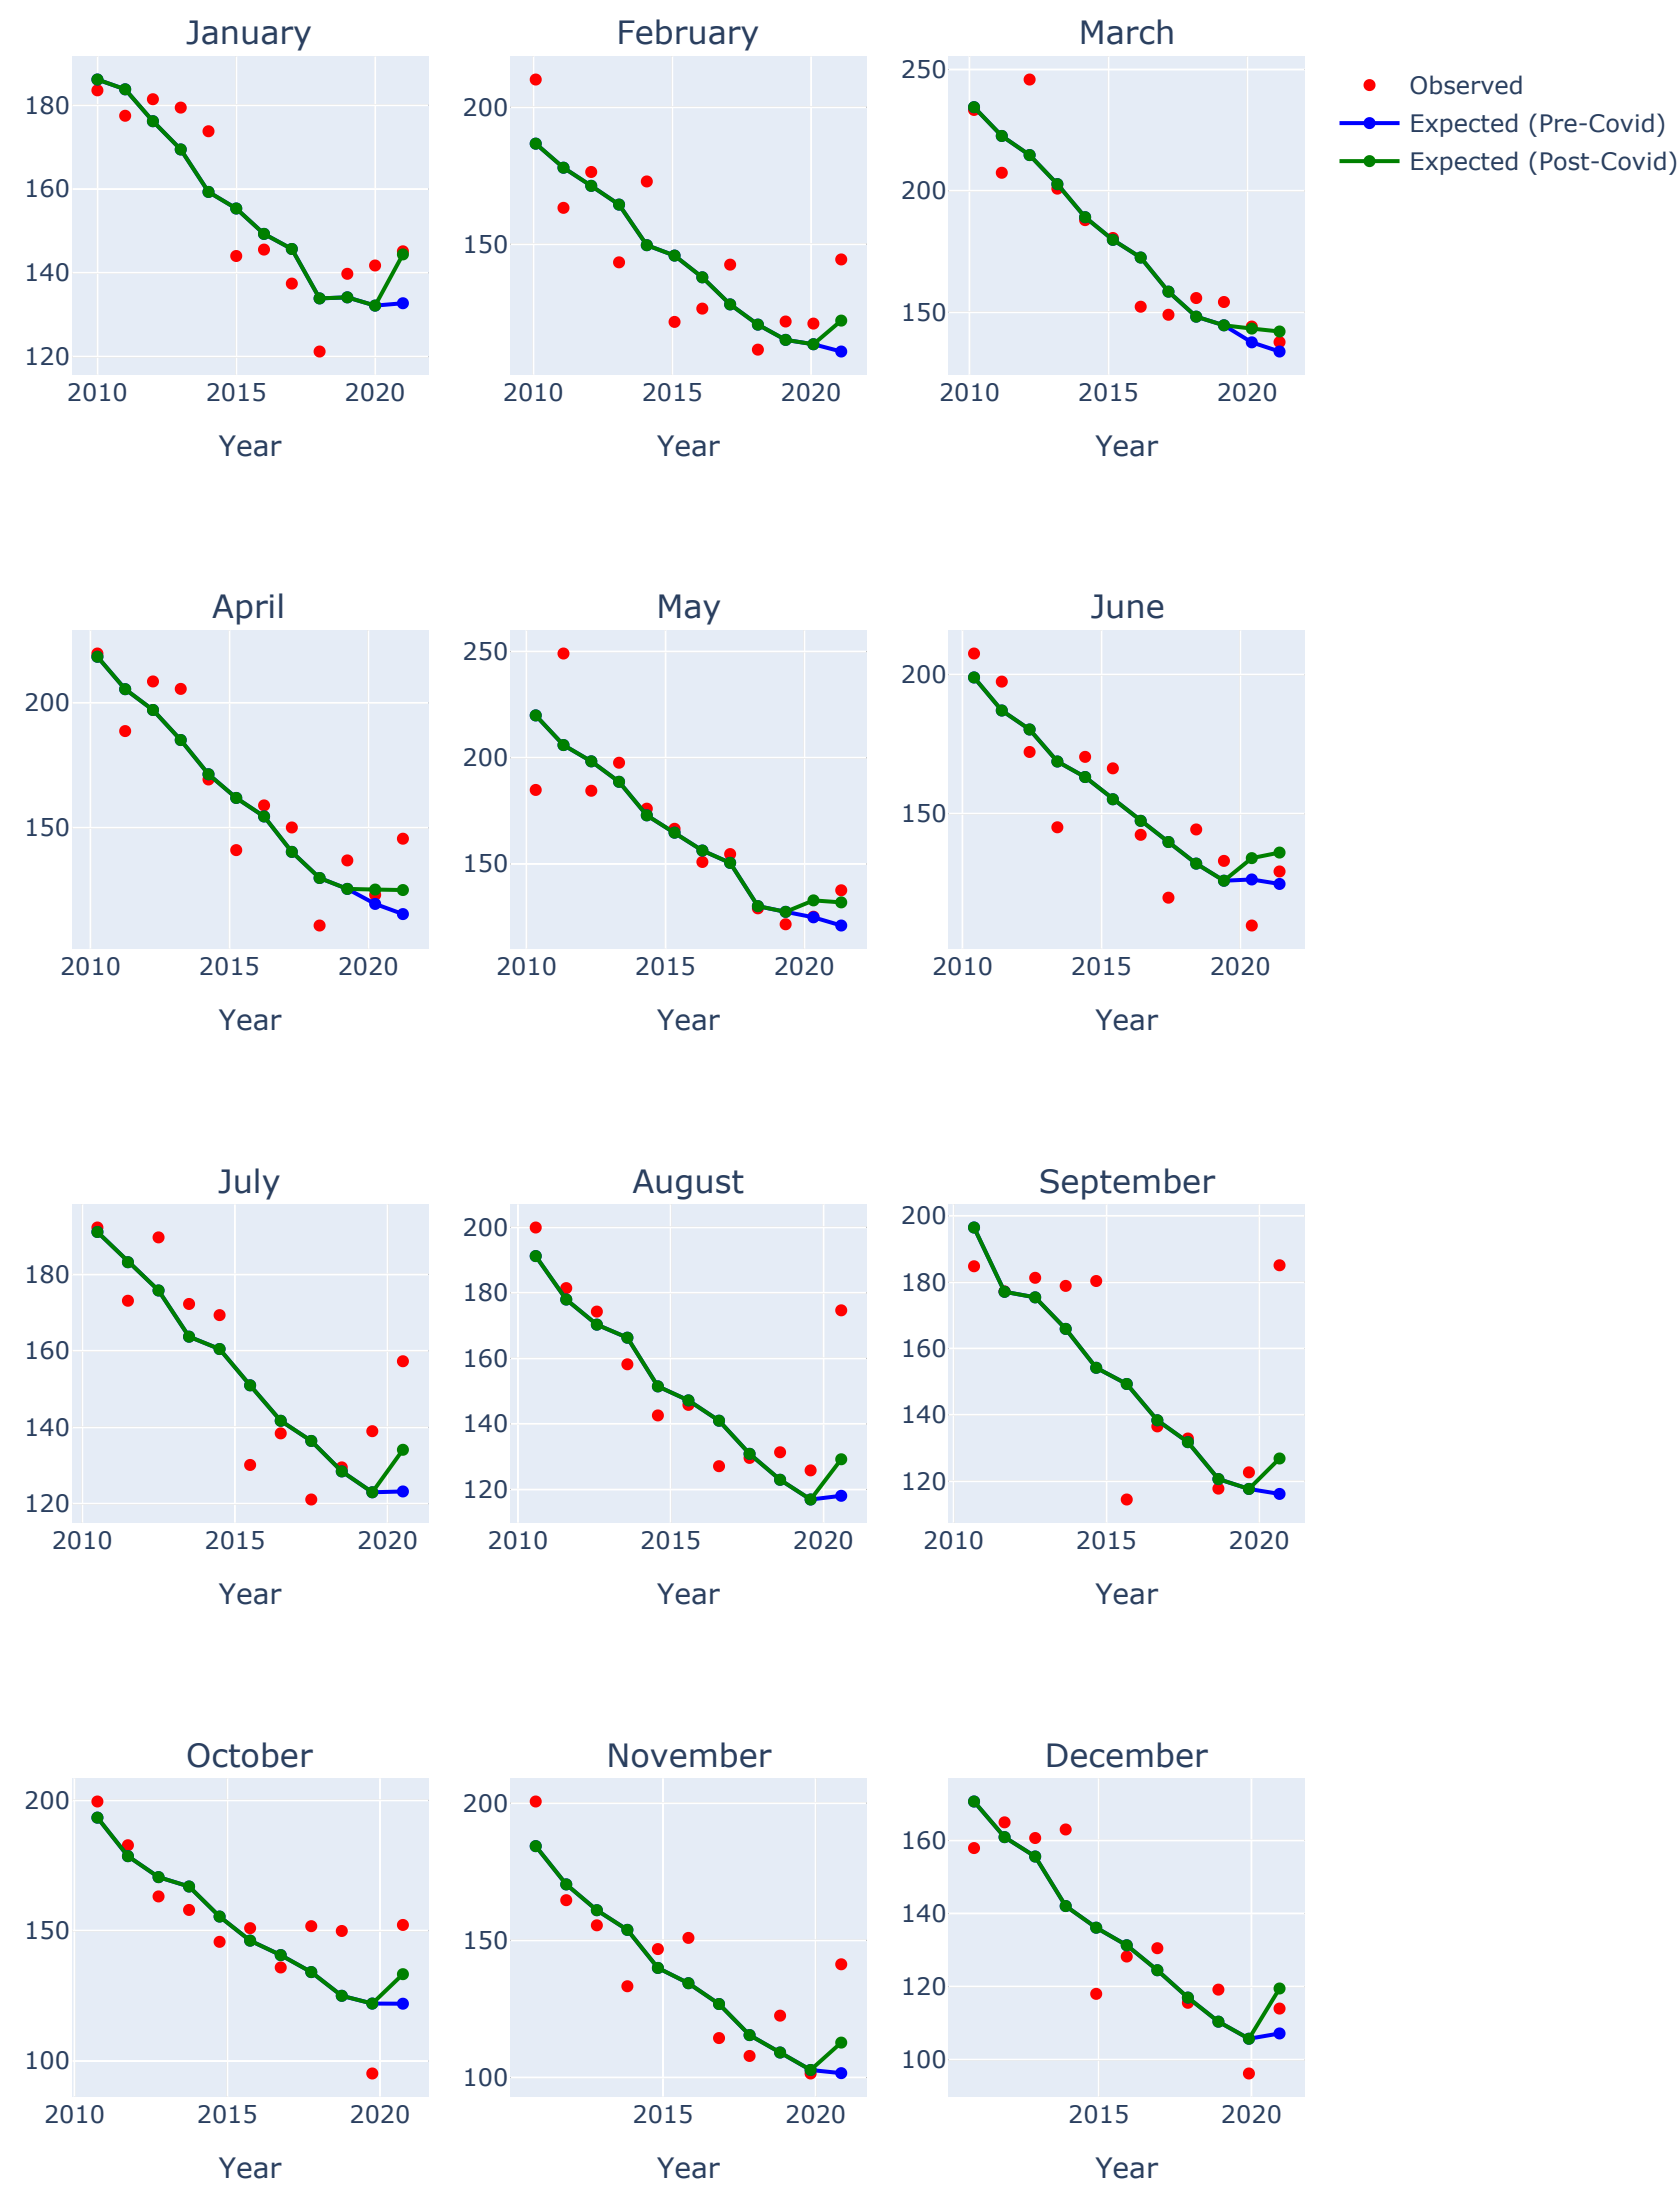 January
February
March
180
160
140
120
2010 2015 2020
Year
200
150
2010 2015 2020
Year
250
200
150
2010 2015 2020
Year
Observed
Expected (Pre-Covid)
Expected (Post-Covid)
April
May
June
200
150
2010 2015 2020
Year
250
200
150
2010 2015 2020
Year
200
150
2010 2015 2020
Year
July
August
September
180
160
140
120
2010 2015 2020
Year
200
180
160
140
120
2010 2015 2020
Year
200
180
160
140
120
2010 2015 2020
Year
October
November
December
200
150
100
2010 2015 2020
Year
200
150
100
2015 2020
Year
160
140
120
100
2015 2020
Year